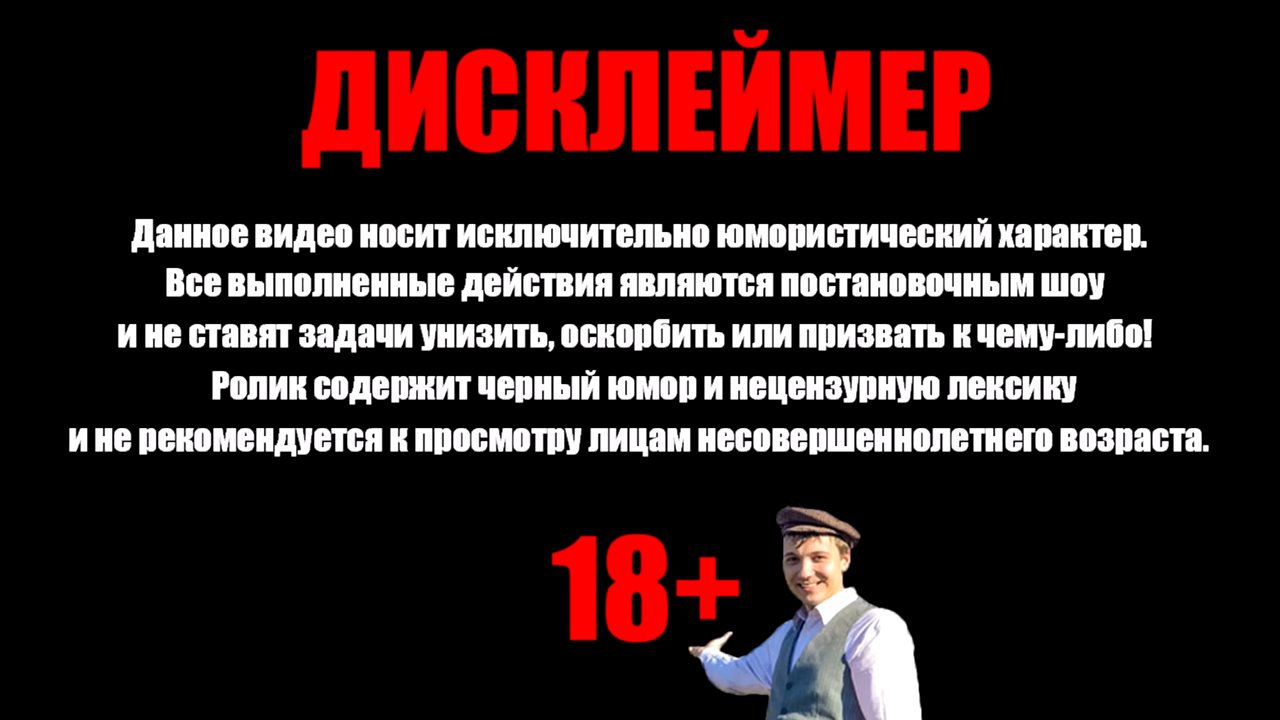 ДИСКЛЕЙМЕР
Данное видео носит исключительно юмористический характер.
Все выполненные действия являются постановочным шоу
и не ставят задачи унизить, оскорбить или призвать к чему-либо!
Ролик содержит черный юмор и нецензурную лексику
и не рекомендуется к просмотру лицам несовершеннолетнего возраста.
18+